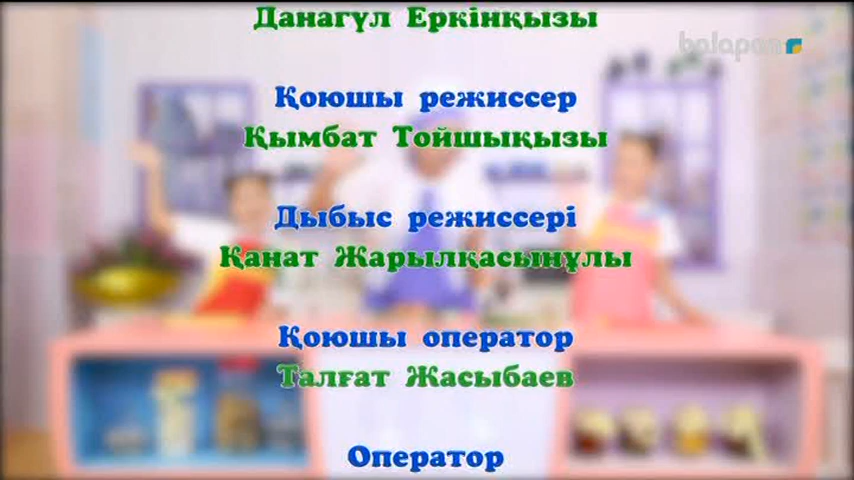 Данагүл Еркінқызы
balapan
Қоюшы режиссер
Қымбат Тойшықызы
Дыбыс режиссері
Қанат Жарылқасынұлы
Қоюшы оператор
Талғат Жасыбаев
Оператор